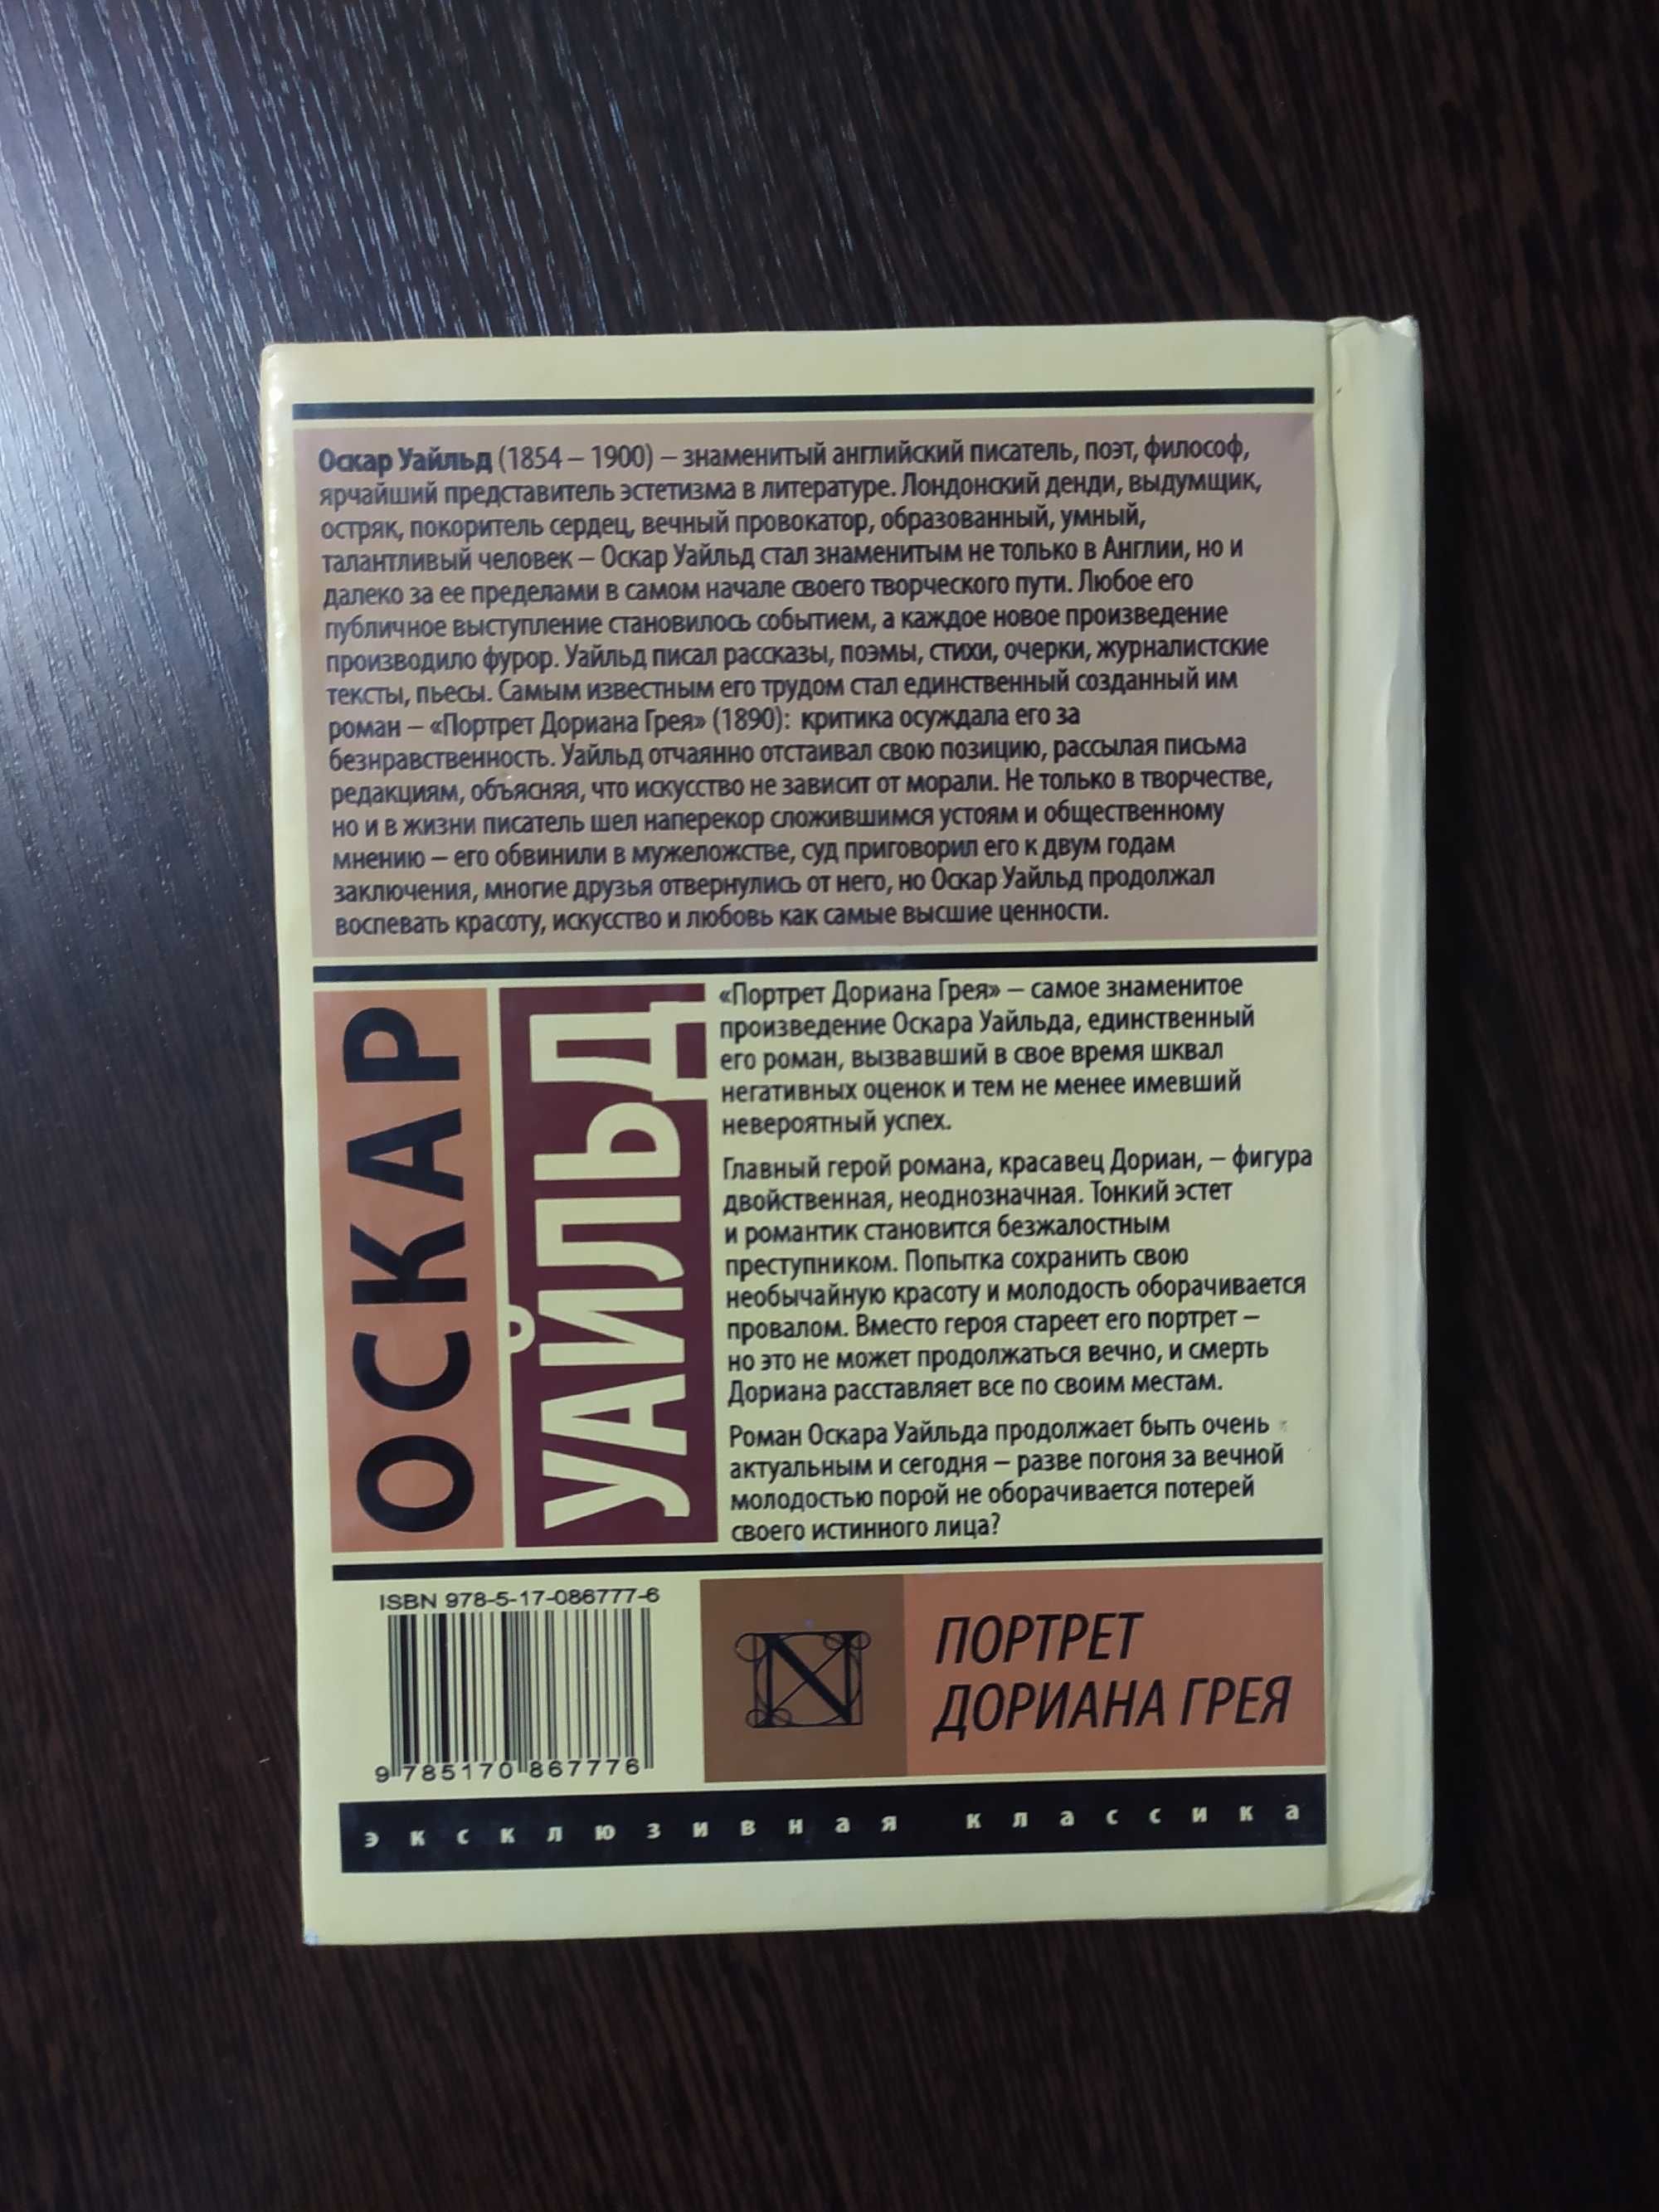 Оскар Уайльд (1854 – 1900) – знаменитый английский писатель, поэт, философ,
ярчайший представитель эстетизма в литературе. Лондонский денди, выдумщик,
остряк, покоритель сердец, вечный провокатор, образованный, умный,
талантливый человек – Оскар Уайльд стал знаменитым не только в Англии, но и
далеко за ее пределами в самом начале своего творческого пути. Любое его
публичное выступление становилось событием, а каждое новое произведение
производило фурор. Уайльд писал рассказы, поэмы, стихи, очерки, журналистские
тексты, пьесы. Самым известным его трудом стал единственный созданный им
роман – «Портрет Дориана Грея» (1890): критика осуждала его за
безнравственность. Уайльд отчаянно отстаивал свою позицию, рассылая письма
редакциям, объясняя, что искусство не зависит от морали. Не только в творчестве,
но и в жизни писатель шел наперекор сложившимся устоям и общественному
мнению – его обвинили в мужеложстве, суд приговорил его к двум годам
заключения, многие друзья отвернулись от него, но Оскар Уайльд продолжал
воспевать красоту, искусство и любовь как самые высшие ценности.
ОСКАР
УАЙЛЬД
«Портрет Дориана Грея» – самое знаменитое
произведение Оскара Уайльда, единственный
его роман, вызвавший в свое время шквал
негативных оценок и тем не менее имевший
невероятный успех.
Главный герой романа, красавец Дориан, – фигура
двойственная, неоднозначная. Тонкий эстет
и романтик становится безжалостным
преступником. Попытка сохранить свою
необычайную красоту и молодость оборачивается
провалом. Вместо героя стареет его портрет –
но это не может продолжаться вечно, и смерть
Дориана расставляет все по своим местам.
Роман Оскара Уайльда продолжает быть очень
актуальным и сегодня – разве погоня за вечной
молодостью порой не оборачивается потерей
своего истинного лица?
ISBN 978-5-17-086777-6
9 785170 867776
N
ПОРТРЕТ
ДОРИАНА ГРЕЯ
эксклюзивная классика